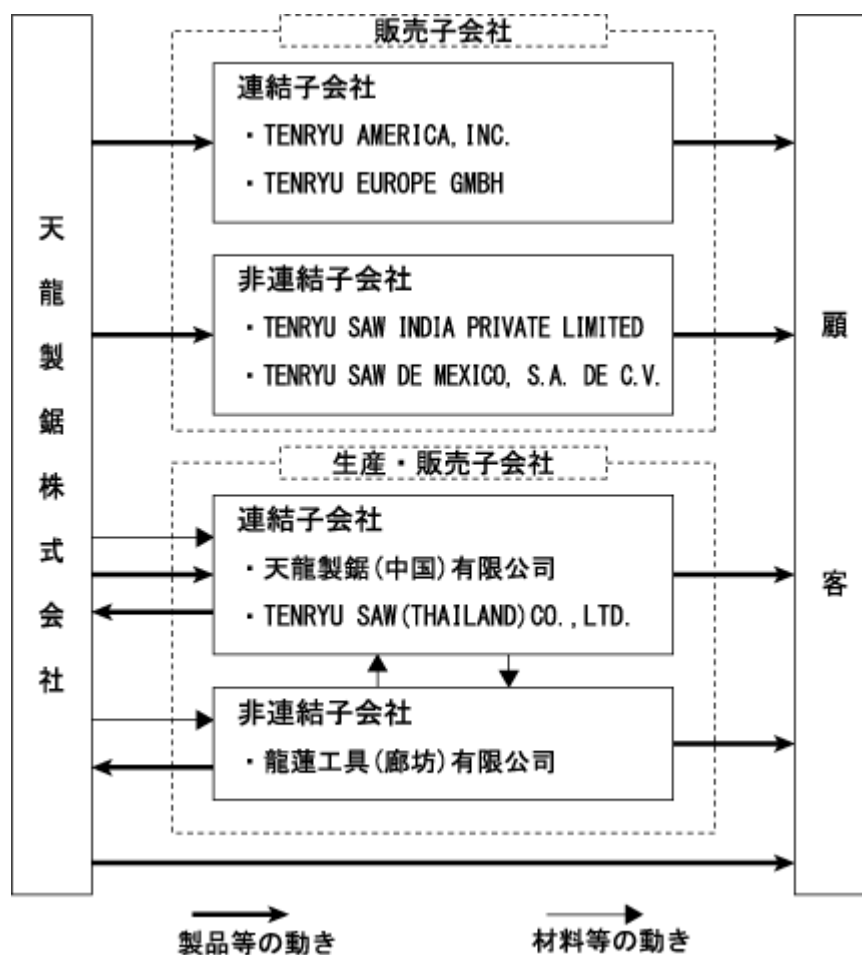 天龍製鋸株式会社
販売子会社
連結子会社
・TENRYU AMERICA, INC.
・TENRYU EUROPE GMBH
非連結子会社
・TENRYU SAW INDIA PRIVATE LIMITED
・TENRYU SAW DE MEXICO, S.A. DE C.V.
生産・販売子会社
連結子会社
・天龍製鋸(中国)有限公司
・TENRYU SAW(THAILAND)CO.,LTD.
非連結子会社
・龍蓮工具(廊坊)有限公司
顧客
製品等の動き
材料等の動き